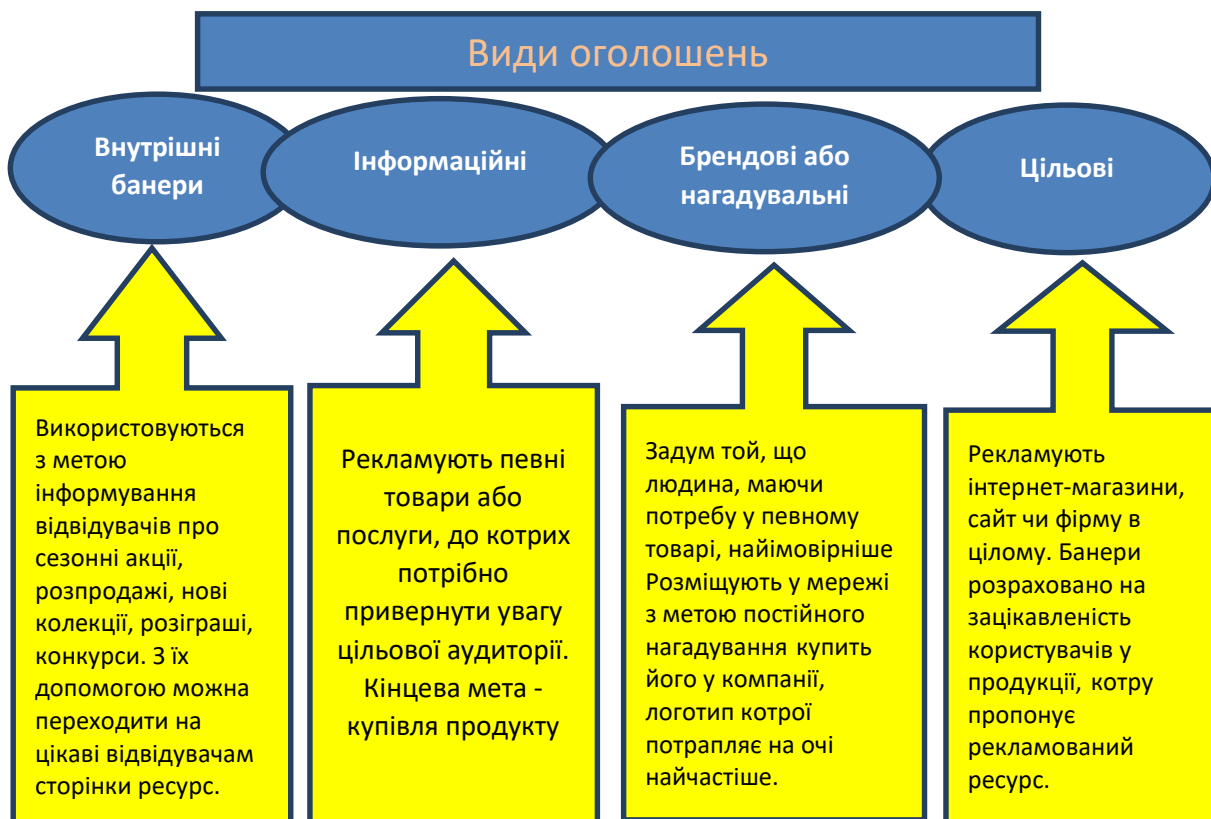 Види оголошень
Внутрішні
банери
Інформаційні
Брендові або
нагадувальні
Цільові
Використовуються
з метою
інформування
відвідувачів про
сезонні акції,
розпродажі, нові
колекції, розіграші,
конкурси. З їх
допомогою можна
переходити на
цікаві відвідувачам
сторінки ресурс.
Рекламують певні
товари або
послуги, до котрих
потрібно
привернути увагу
цільової аудиторії.
Кінцева мета -
купівля продукту
Задум той, що
людина, маючи
потребу у певному
товарі, найімовірніше
Розміщують у мережі
з метою постійного
нагадування купить
його у компанії,
логотип котрої
потрапляє на очі
найчастіше.
Рекламують
інтернет-магазини,
сайт чи фірму в
цілому. Банери
розраховано на
зацікавленість
користувачів у
продукції, котру
пропонує
рекламований
ресурс.